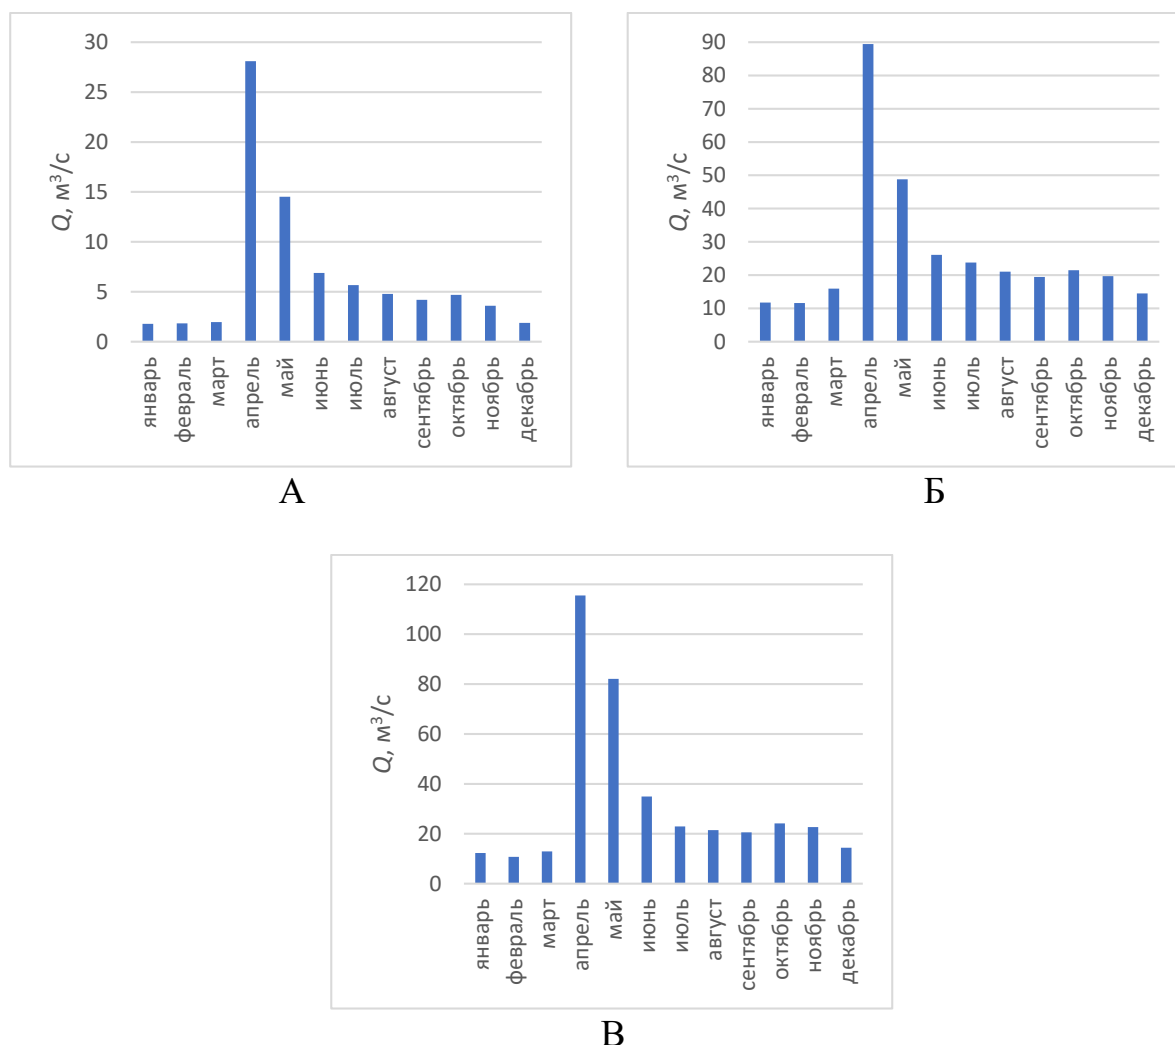 30
25
20
15
10
5
0
Q, м³/с
январь
февраль
март
апрель
май
июнь
июль
август
сентябрь
октябрь
ноябрь
декабрь
А
90
80
70
60
50
40
30
20
10
0
Q, м³/с
январь
февраль
март
апрель
май
июнь
июль
август
сентябрь
октябрь
ноябрь
декабрь
Б
120
100
80
60
40
20
0
Q, м³/с
январь
февраль
март
апрель
май
июнь
июль
август
сентябрь
октябрь
ноябрь
декабрь
В